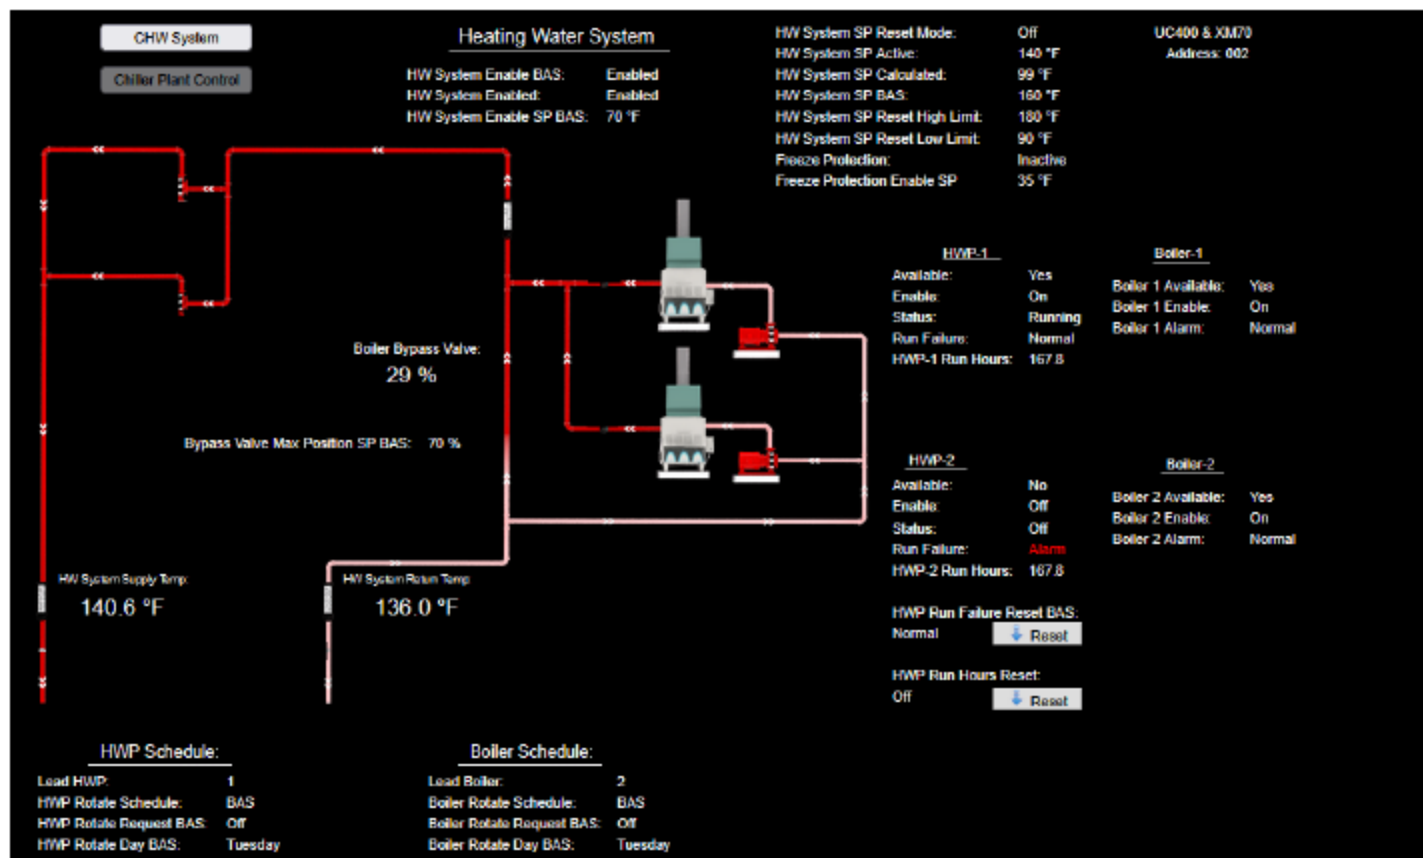 CHW System
Chiller Plant Control
Heating Water System
HW System Enable BAS: Enabled
HW System Enabled: Enabled
HW System Enable SP BAS: 70 °F
HW System SP Reset Mode: Off
HW System SP Active: 140 °F
HW System SP Calculated: 99 °F
HW System SP BAS: 160 °F
HW System SP Reset High Limit: 180 °F
HW System SP Reset Low Limit: 90 °F
Freeze Protection: Inactive
Freeze Protection Enable SP 35 °F
UC400 & XM70
Address: 002
HWP-1
Available: Yes
Enable: On
Status: Running
Run Failure: Normal
HWP-1 Run Hours: 167.8
Boiler-1
Boiler 1 Available: Yes
Boiler 1 Enable: On
Boiler 1 Alarm: Normal
Boiler Bypass Valve:
29 %
Bypass Valve Max Position SP BAS: 70 %
HWP-2
Available: No
Enable: Off
Status: Off
Run Failure: Alarm
HWP-2 Run Hours: 167.8
Boiler-2
Boiler 2 Available: Yes
Boiler 2 Enable: On
Boiler 2 Alarm: Normal
HW System Supply Temp:
140.6 °F
HW System Return Temp:
136.0 °F
HWP Run Failure Reset BAS:
Normal Reset
HWP Run Hours Reset:
Off Reset
HWP Schedule:
Lead HWP: 1
HWP Rotate Schedule: BAS
HWP Rotate Request BAS: Off
HWP Rotate Day BAS: Tuesday
Boiler Schedule:
Lead Boiler: 2
Boiler Rotate Schedule: BAS
Boiler Rotate Request BAS: Off
Boiler Rotate Day BAS: Tuesday